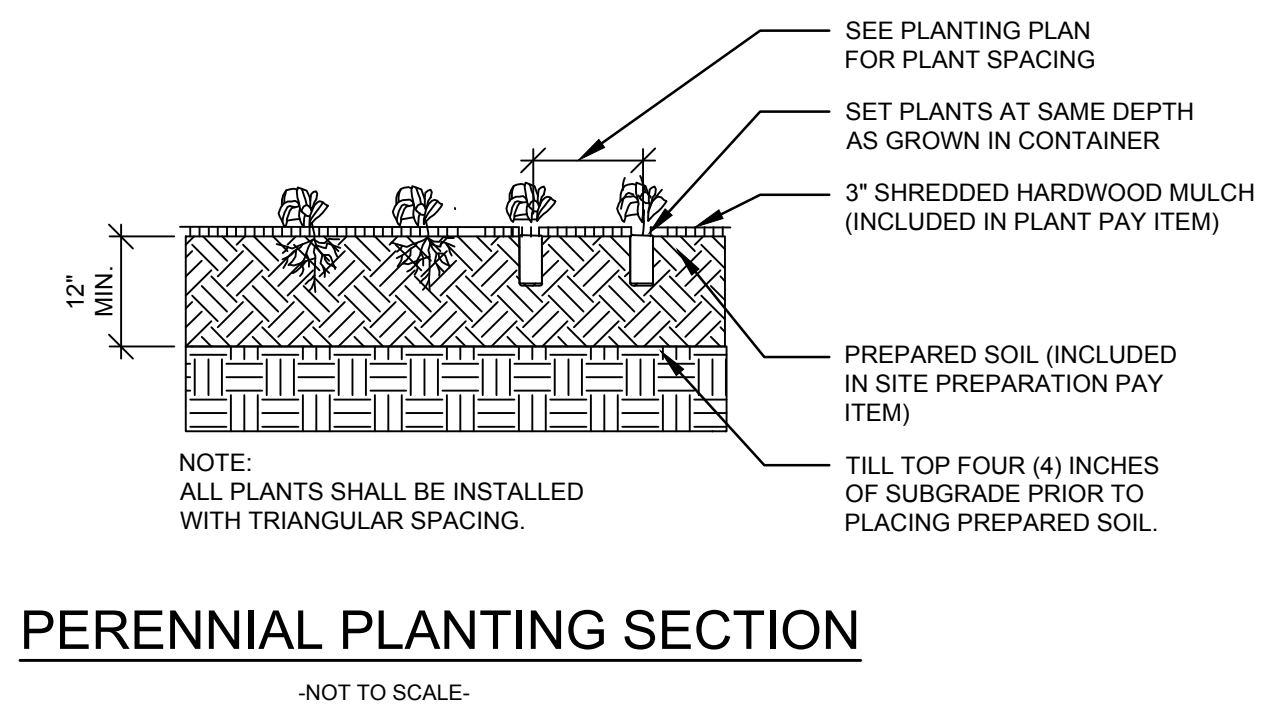 SEE PLANTING PLAN
FOR PLANT SPACING
SET PLANTS AT SAME DEPTH
AS GROWN IN CONTAINER
3" SHREDDED HARDWOOD MULCH
(INCLUDED IN PLANT PAY ITEM)
12"
MIN.
PREPARED SOIL (INCLUDED
IN SITE PREPARATION PAY
ITEM)
TILL TOP FOUR (4) INCHES
OF SUBGRADE PRIOR TO
PLACING PREPARED SOIL.
NOTE:
ALL PLANTS SHALL BE INSTALLED
WITH TRIANGULAR SPACING.
PERENNIAL PLANTING SECTION
-NOT TO SCALE-